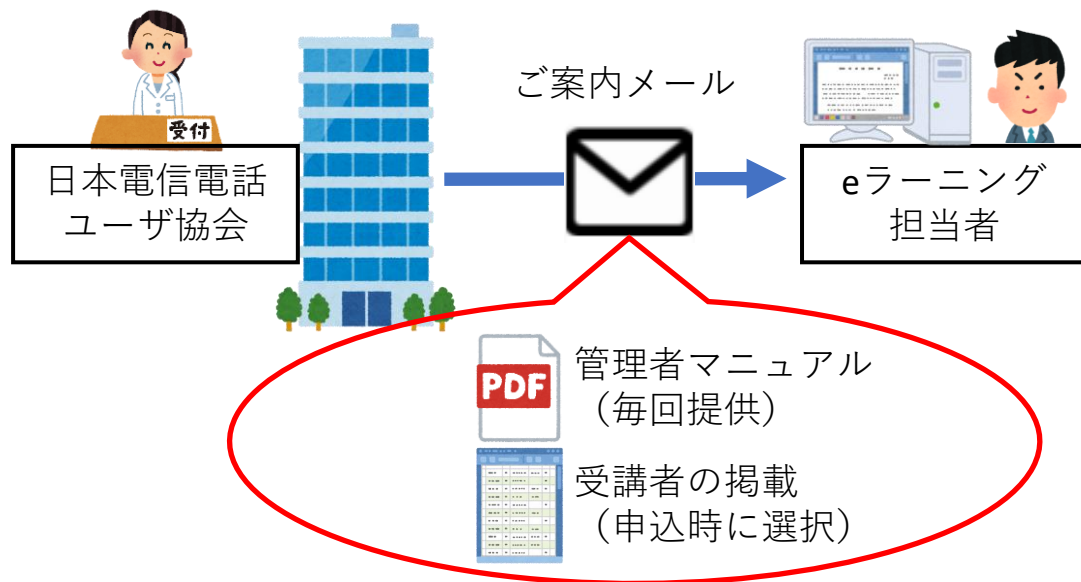 受付
日本電信電話
ユーザ協会
ご案内メール
eラーニング
担当者
PDF
管理者マニュアル
（毎回提供）
受講者の掲載
（申込時に選択）